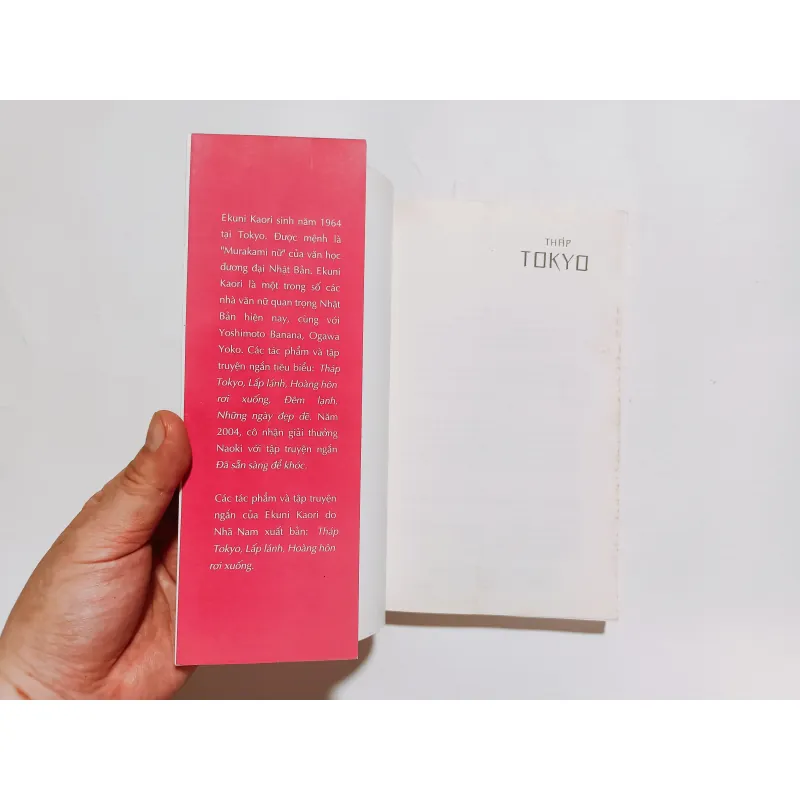 Ekuni Kaori sinh năm 1964
tại Tokyo. Được mệnh là
"Murakami nữ" của văn học
đương đại Nhật Bản. Ekuni
Kaori là một trong số các
nhà văn nữ quan trọng Nhật
Bản hiện nay, cùng với
Yoshimoto Banana, Ogawa
Yoko. Các tác phẩm và tập
truyện ngắn tiêu biểu: Tháp
Tokyo, Lấp lánh, Hoàng hôn
rơi xuống, Đêm lạnh,
Những ngày đẹp đẽ. Năm
2004, cô nhận giải thưởng
Naoki với tập truyện ngắn
Đã sẵn sàng để khóc.
Các tác phẩm và tập truyện
ngắn của Ekuni Kaori do
Nhã Nam xuất bản: Tháp
Tokyo, Lấp lánh, Hoàng hôn
rơi xuống.
THÁP
TOKYO